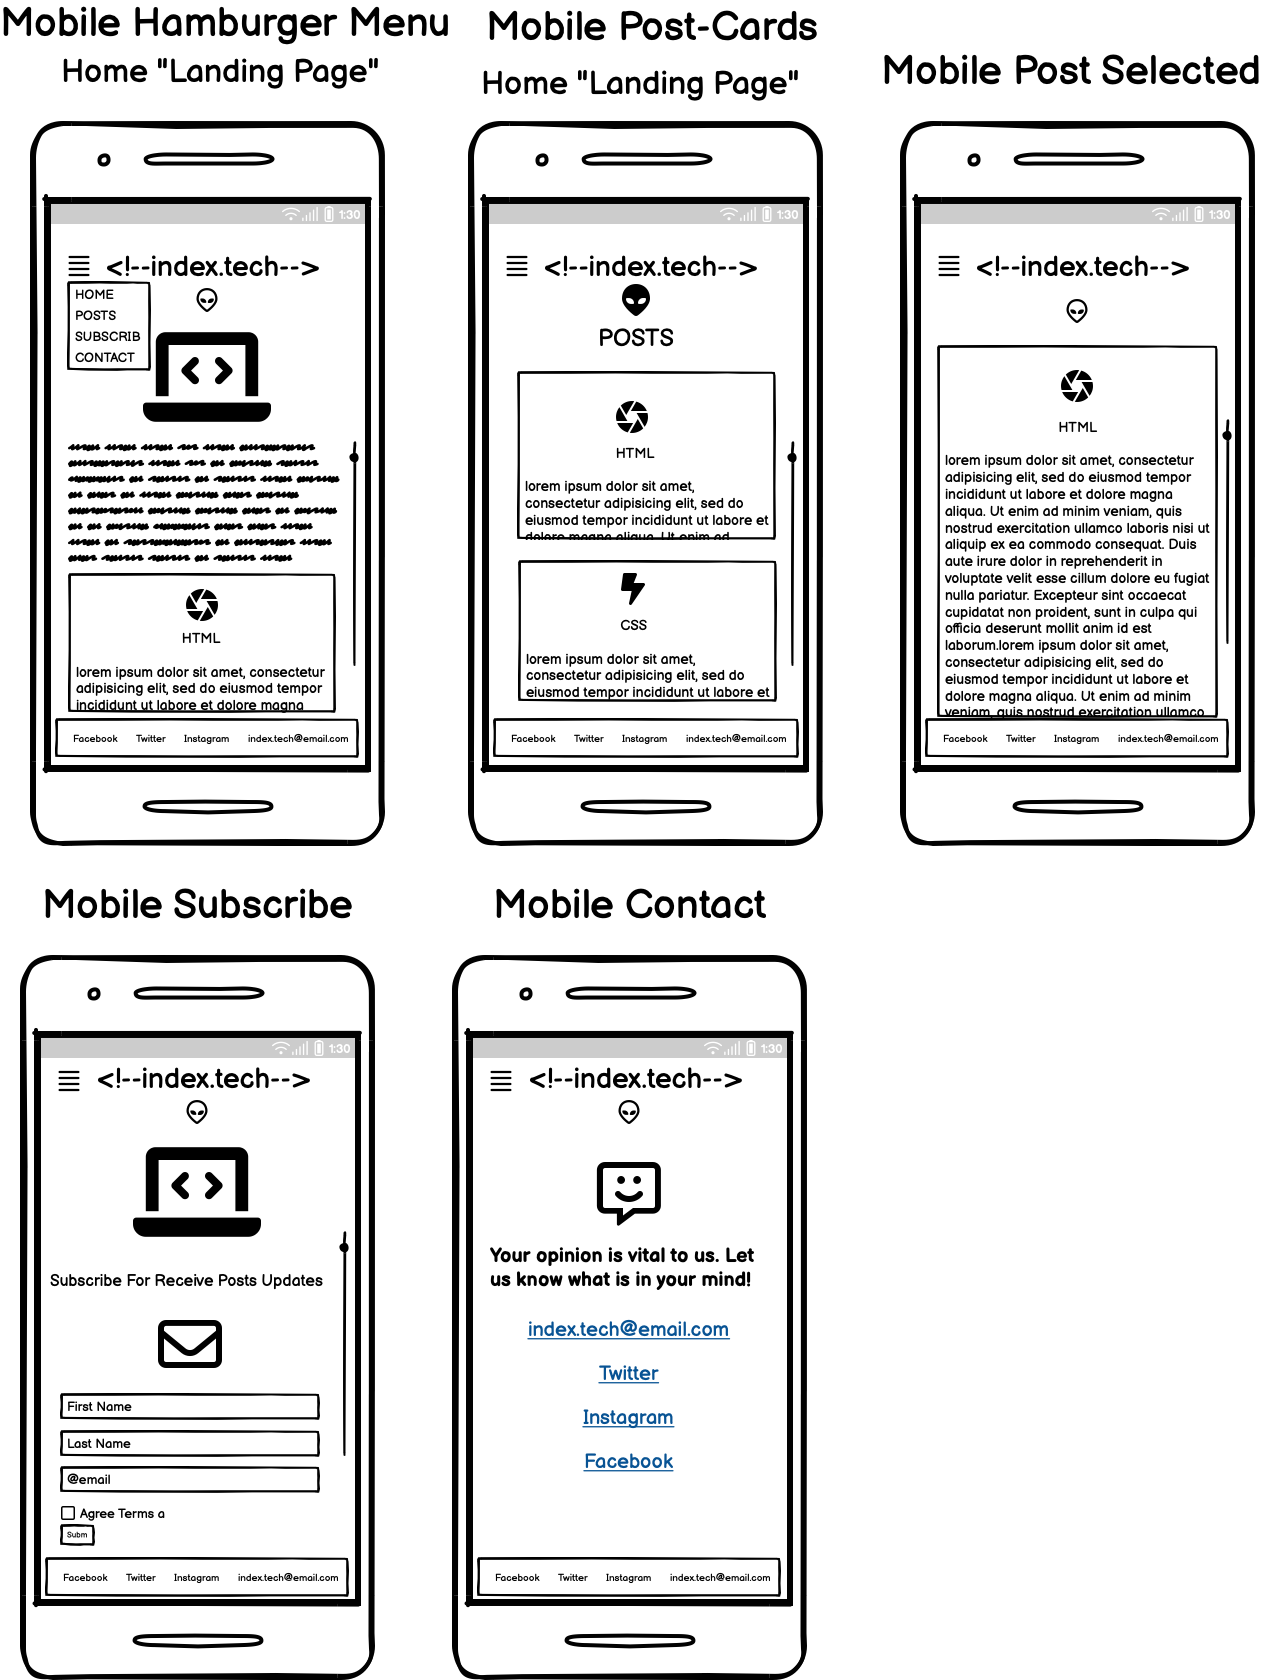 Mobile Hamburger Menu
Home "Landing Page"
1:30
<!--index.tech-->
HOME
POSTS
SUBSCRIB
CONTACT
HTML
lorem ipsum dolor sit amet, consectetur
adipisicing elit, sed do eiusmod tempor
incididunt ut labore et dolore magna
Facebook Twitter Instagram index.tech@email.com
Mobile Post-Cards
Home "Landing Page"
1:30
<!--index.tech-->
POSTS
HTML
lorem ipsum dolor sit amet,
consectetur adipisicing elit, sed do
eiusmod tempor incididunt ut labore et
dolore magna aliqua. Ut enim ad
CSS
lorem ipsum dolor sit amet,
consectetur adipisicing elit, sed do
eiusmod tempor incididunt ut labore et
Facebook Twitter Instagram index.tech@email.com
Mobile Post Selected
1:30
<!--index.tech-->
HTML
lorem ipsum dolor sit amet, consectetur
adipisicing elit, sed do eiusmod tempor
incididunt ut labore et dolore magna
aliqua. Ut enim ad minim veniam, quis
nostrud exercitation ullamco laboris nisi ut
aliquip ex ea commodo consequat. Duis
aute irure dolor in reprehenderit in
voluptate velit esse cillum dolore eu fugiat
nulla pariatur. Excepteur sint occaecat
cupidatat non proident, sunt in culpa qui
officia deserunt mollit anim id est
laborum.lorem ipsum dolor sit amet,
consectetur adipisicing elit, sed do
eiusmod tempor incididunt ut labore et
dolore magna aliqua. Ut enim ad minim
veniam, quis nostrud exercitation ullamco
Facebook Twitter Instagram index.tech@email.com
Mobile Subscribe
1:30
<!--index.tech-->
Subscribe For Receive Posts Updates
First Name
Last Name
@email
Agree Terms a
Subm
Facebook Twitter Instagram index.tech@email.com
Mobile Contact
1:30
<!--index.tech-->
Your opinion is vital to us. Let
us know what is in your mind!
index.tech@email.com
Twitter
Instagram
Facebook
Facebook Twitter Instagram index.tech@email.com